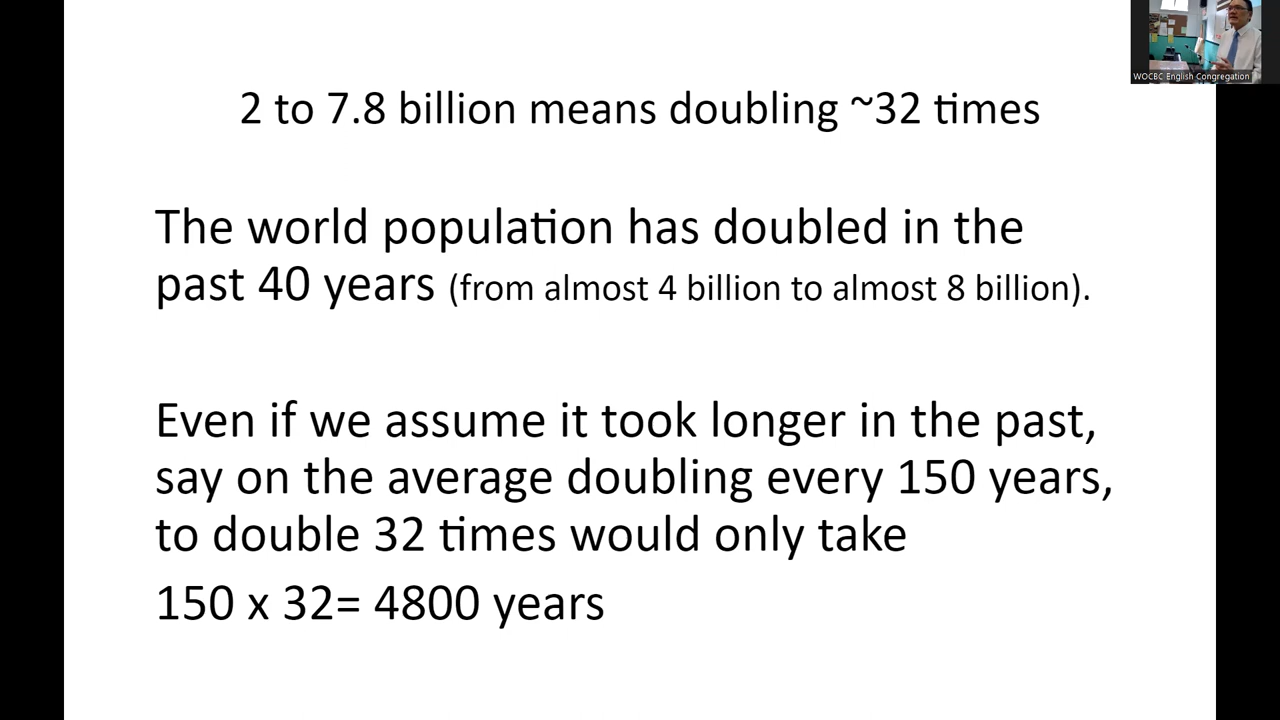 2 to 7.8 billion means doubling ~32 times
The world population has doubled in the
past 40 years (from almost 4 billion to almost 8 billion).
Even if we assume it took longer in the past,
say on the average doubling every 150 years,
to double 32 times would only take
150 x 32= 4800 years
WOCBC English Congregation